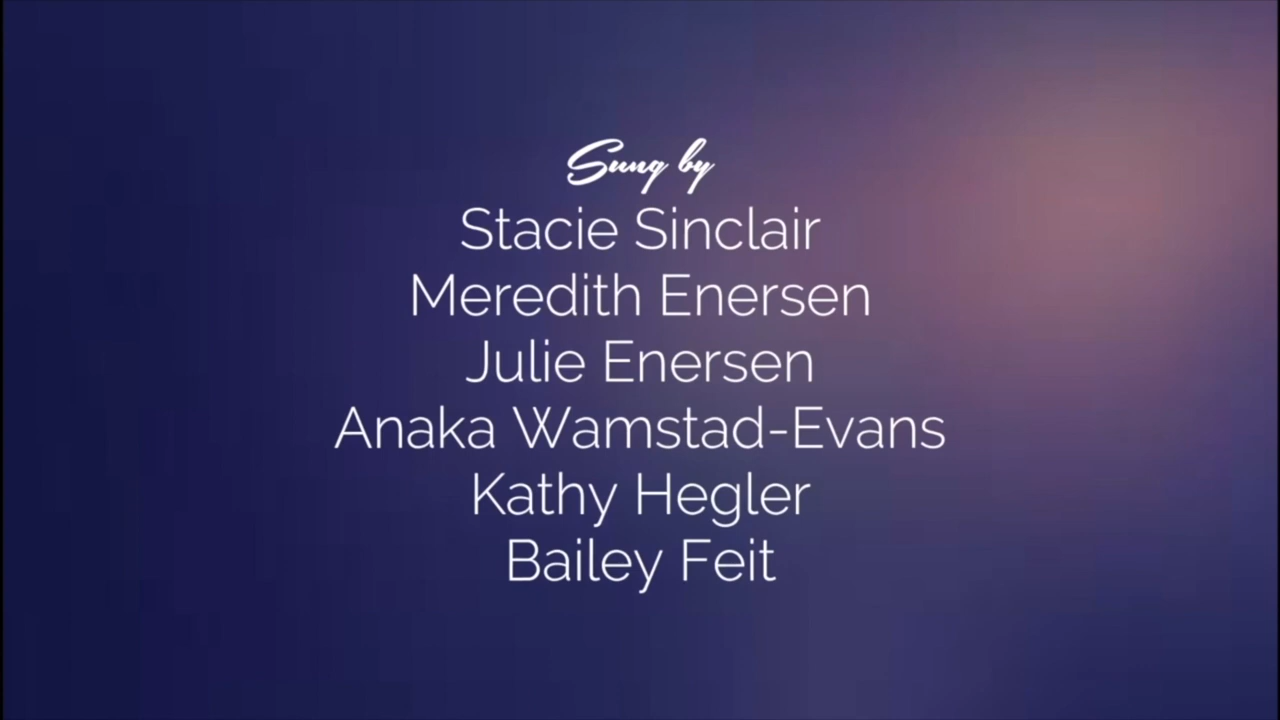 Sung by
Stacie Sinclair
Meredith Enersen
Julie Enersen
Anaka Wamstad-Evans
Kathy Hegler
Bailey Feit